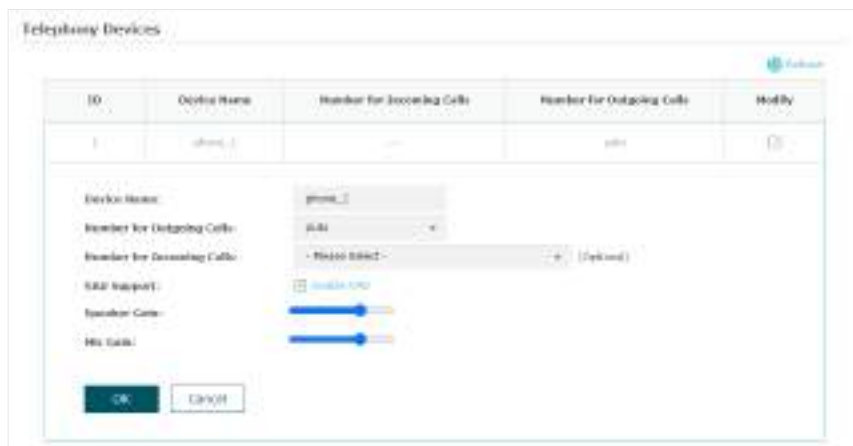 Telephony Devices
Refresh
ID Device Name Number for Incoming Calls Number for Outgoing Calls Modify
1 phone_1 --- auto
Device Name: phone_1
Number for Outgoing Calls: Auto
Number for Incoming Calls: - Please Select - (Optional)
VAD Support: Enable VAD
Speaker Gain:
Mic Gain:
OK Cancel